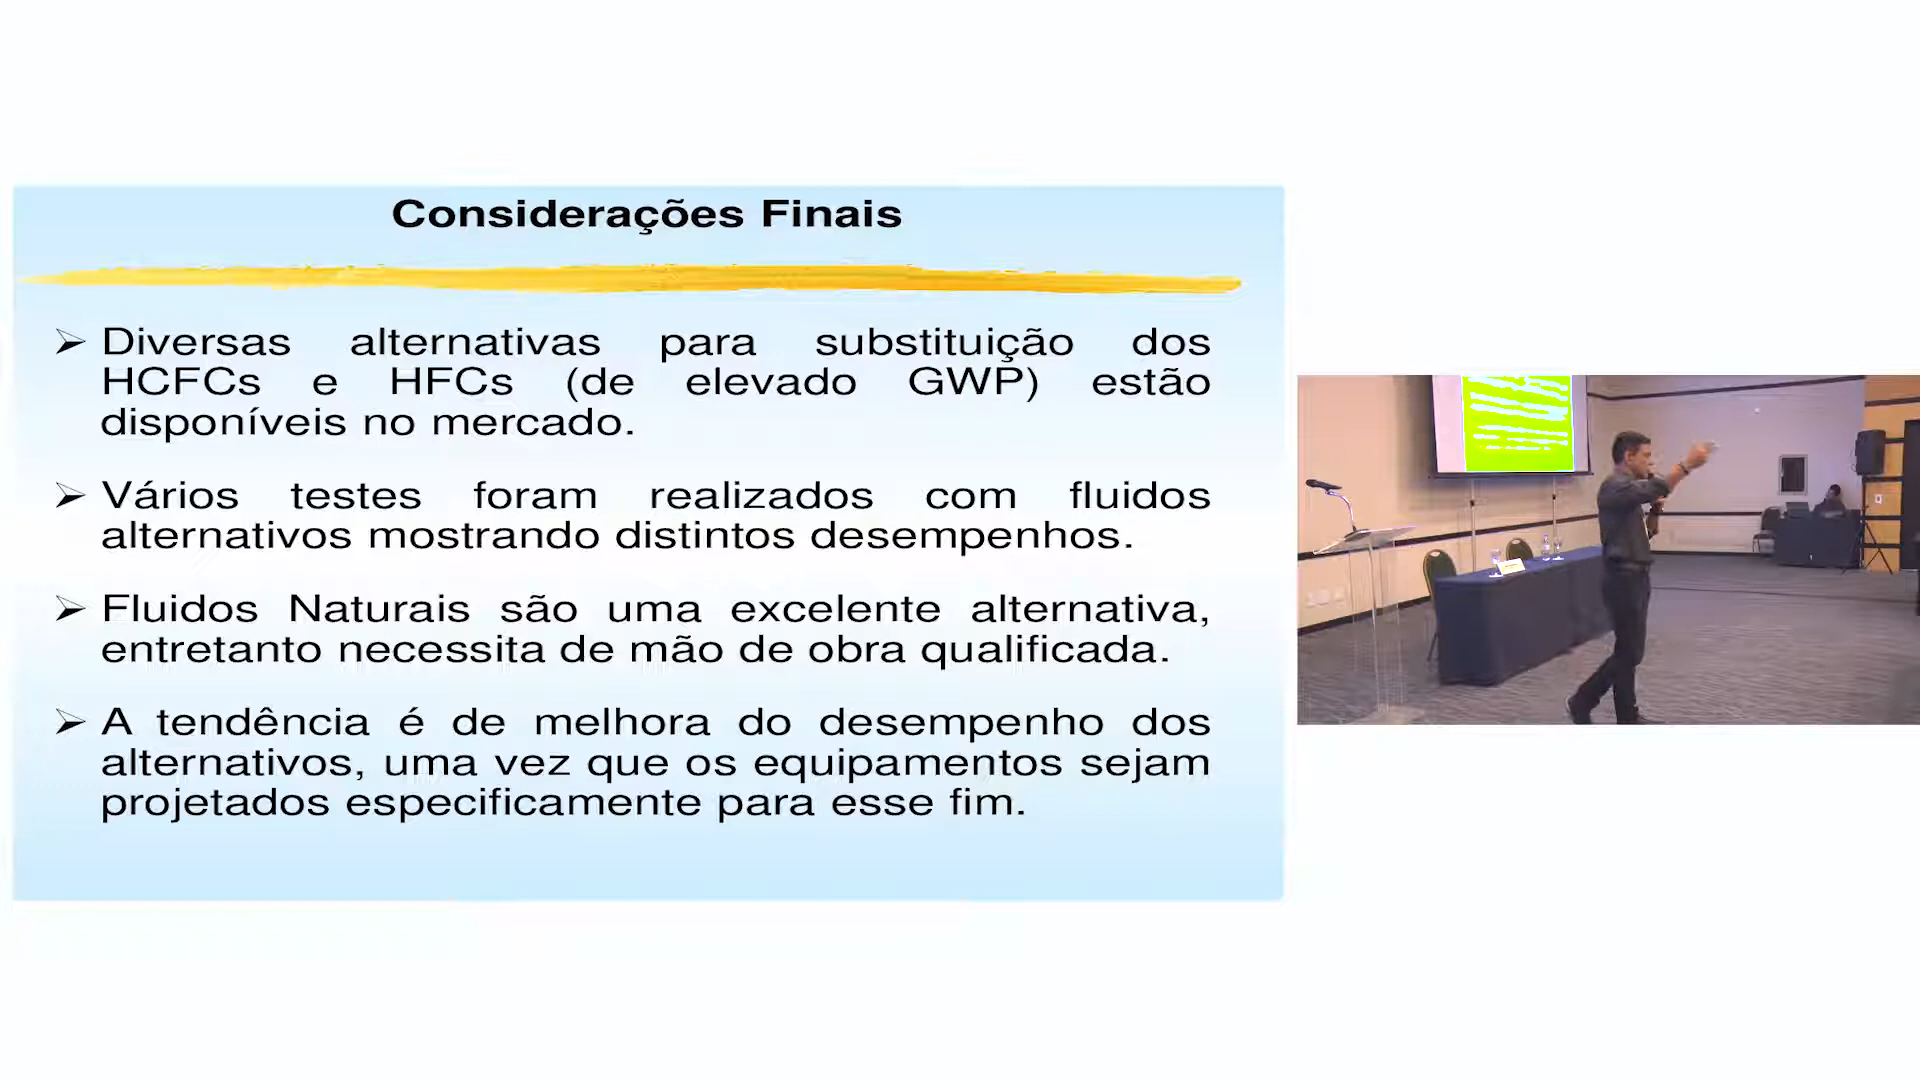 Considerações Finais
➢ Diversas alternativas para substituição dos
HCFCs e HFCs (de elevado GWP) estão
disponíveis no mercado.
➢ Vários testes foram realizados com fluidos
alternativos mostrando distintos desempenhos.
➢ Fluidos Naturais são uma excelente alternativa,
entretanto necessita de mão de obra qualificada.
➢ A tendência é de melhora do desempenho dos
alternativos, uma vez que os equipamentos sejam
projetados especificamente para esse fim.